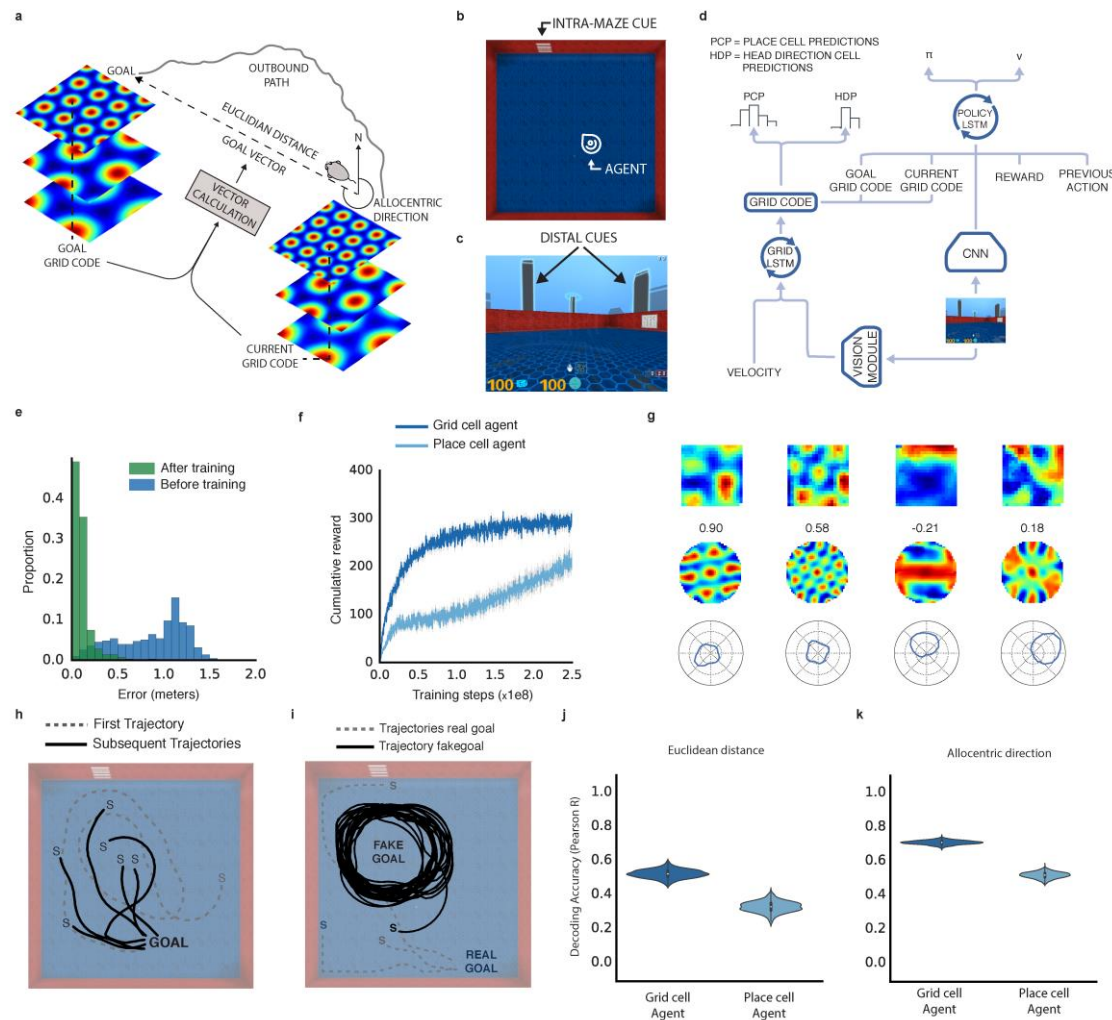 a
GOAL
OUTBOUND
PATH
EUCLIDIAN DISTANCE
GOAL VECTOR
N
VECTOR
CALCULATION
ALLOCENTRIC
DIRECTION
GOAL
GRID CODE
CURRENT
GRID CODE
b
INTRA-MAZE CUE
AGENT
c
DISTAL CUES
100
100
d
PCP = PLACE CELL PREDICTIONS
HDP = HEAD DIRECTION CELL
PREDICTIONS
PCP
HDP
π
v
POLICY
LSTM
GOAL
GRID CODE
CURRENT
GRID CODE
REWARD
PREVIOUS
ACTION
GRID CODE
GRID
LSTM
CNN
VISION
MODULE
VELOCITY
e
After training
Before training
Proportion
0.4
0.3
0.2
0.1
0.0
0.0 0.5 1.0 1.5 2.0
Error (meters)
f
Grid cell agent
Place cell agent
Cumulative reward
400
300
200
100
0
0 0.5 1.0 1.5 2.0 2.5
Training steps (x1e8)
g
0.90 0.58 -0.21 0.18
h
First Trajectory
Subsequent Trajectories
S
S
S
S
S
S
S
GOAL
i
Trajectories real goal
Trajectory fakegoal
S
FAKE
GOAL
S
S
S
S
REAL
GOAL
j
Euclidean distance
Decoding Accuracy (Pearson R)
1.0
0.8
0.6
0.4
0.2
0.0
Grid cell
Agent
Place cell
Agent
k
Allocentric direction
1.0
0.8
0.6
0.4
0.2
0.0
Grid cell
Agent
Place cell
Agent